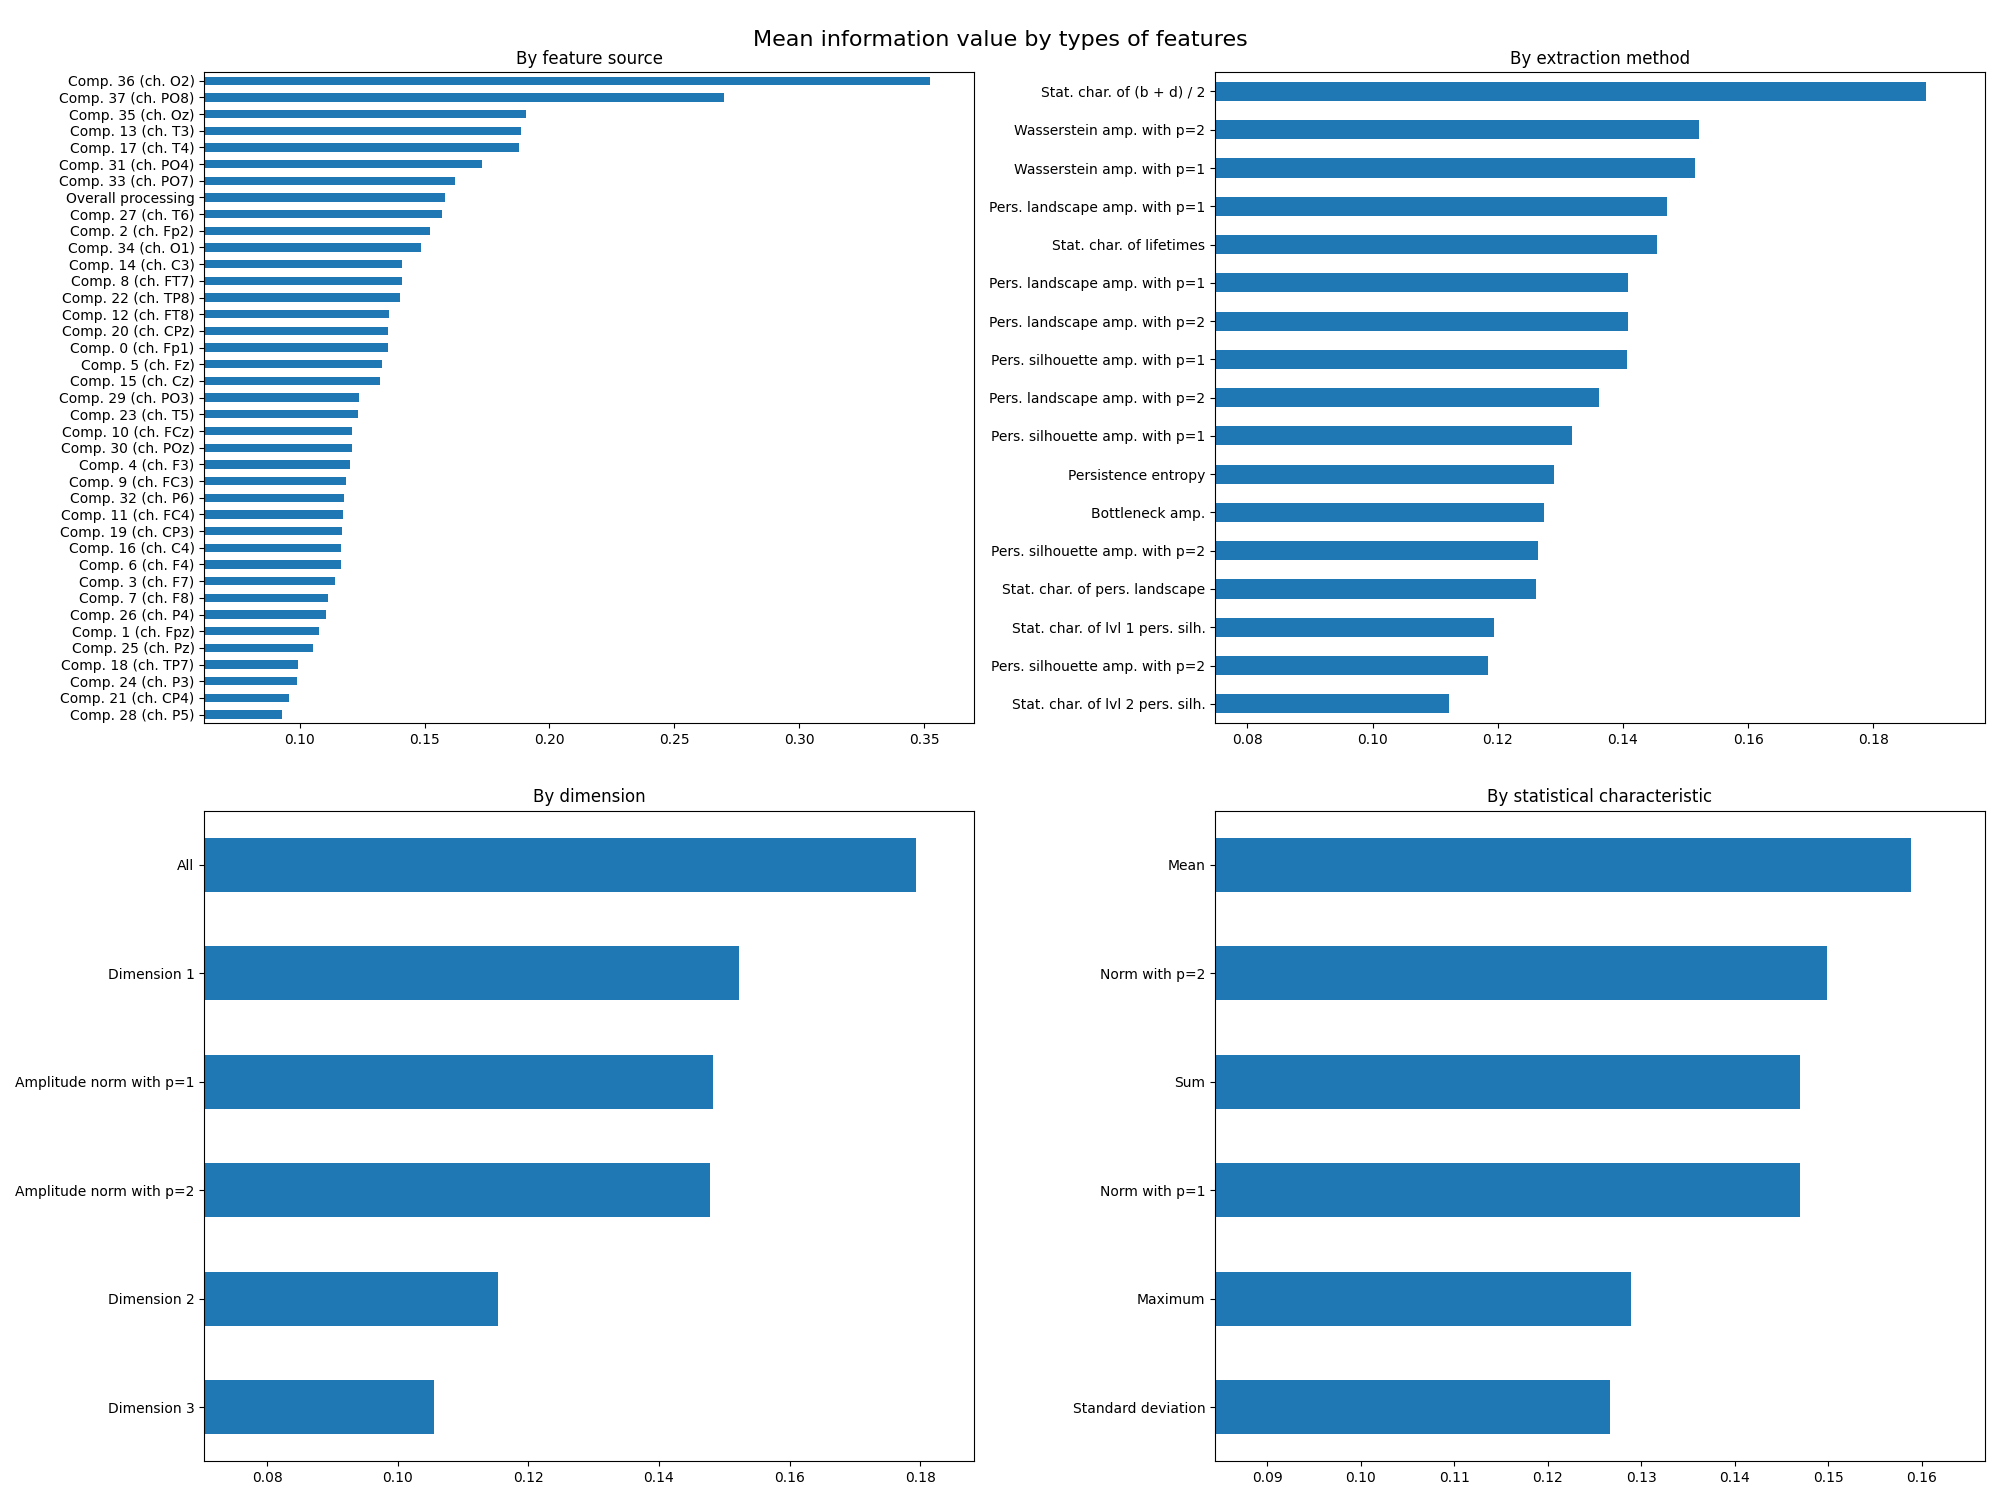 Mean information value by types of features
By feature source
Comp. 36 (ch. O2)
Comp. 37 (ch. PO8)
Comp. 35 (ch. Oz)
Comp. 13 (ch. T3)
Comp. 17 (ch. T4)
Comp. 31 (ch. PO4)
Comp. 33 (ch. PO7)
Overall processing
Comp. 27 (ch. T6)
Comp. 2 (ch. Fp2)
Comp. 34 (ch. O1)
Comp. 14 (ch. C3)
Comp. 8 (ch. FT7)
Comp. 22 (ch. TP8)
Comp. 12 (ch. FT8)
Comp. 20 (ch. CPz)
Comp. 0 (ch. Fp1)
Comp. 5 (ch. Fz)
Comp. 15 (ch. Cz)
Comp. 29 (ch. PO3)
Comp. 23 (ch. T5)
Comp. 10 (ch. FCz)
Comp. 30 (ch. POz)
Comp. 4 (ch. F3)
Comp. 9 (ch. FC3)
Comp. 32 (ch. P6)
Comp. 11 (ch. FC4)
Comp. 19 (ch. CP3)
Comp. 16 (ch. C4)
Comp. 6 (ch. F4)
Comp. 3 (ch. F7)
Comp. 7 (ch. F8)
Comp. 26 (ch. P4)
Comp. 1 (ch. Fpz)
Comp. 25 (ch. Pz)
Comp. 18 (ch. TP7)
Comp. 24 (ch. P3)
Comp. 21 (ch. CP4)
Comp. 28 (ch. P5)
0.10 0.15 0.20 0.25 0.30 0.35
By extraction method
Stat. char. of (b + d) / 2
Wasserstein amp. with p=2
Wasserstein amp. with p=1
Pers. landscape amp. with p=1
Stat. char. of lifetimes
Pers. landscape amp. with p=1
Pers. landscape amp. with p=2
Pers. silhouette amp. with p=1
Pers. landscape amp. with p=2
Pers. silhouette amp. with p=1
Persistence entropy
Bottleneck amp.
Pers. silhouette amp. with p=2
Stat. char. of pers. landscape
Stat. char. of lvl 1 pers. silh.
Pers. silhouette amp. with p=2
Stat. char. of lvl 2 pers. silh.
0.08 0.10 0.12 0.14 0.16 0.18
By dimension
All
Dimension 1
Amplitude norm with p=1
Amplitude norm with p=2
Dimension 2
Dimension 3
0.08 0.10 0.12 0.14 0.16 0.18
By statistical characteristic
Mean
Norm with p=2
Sum
Norm with p=1
Maximum
Standard deviation
0.09 0.10 0.11 0.12 0.13 0.14 0.15 0.16